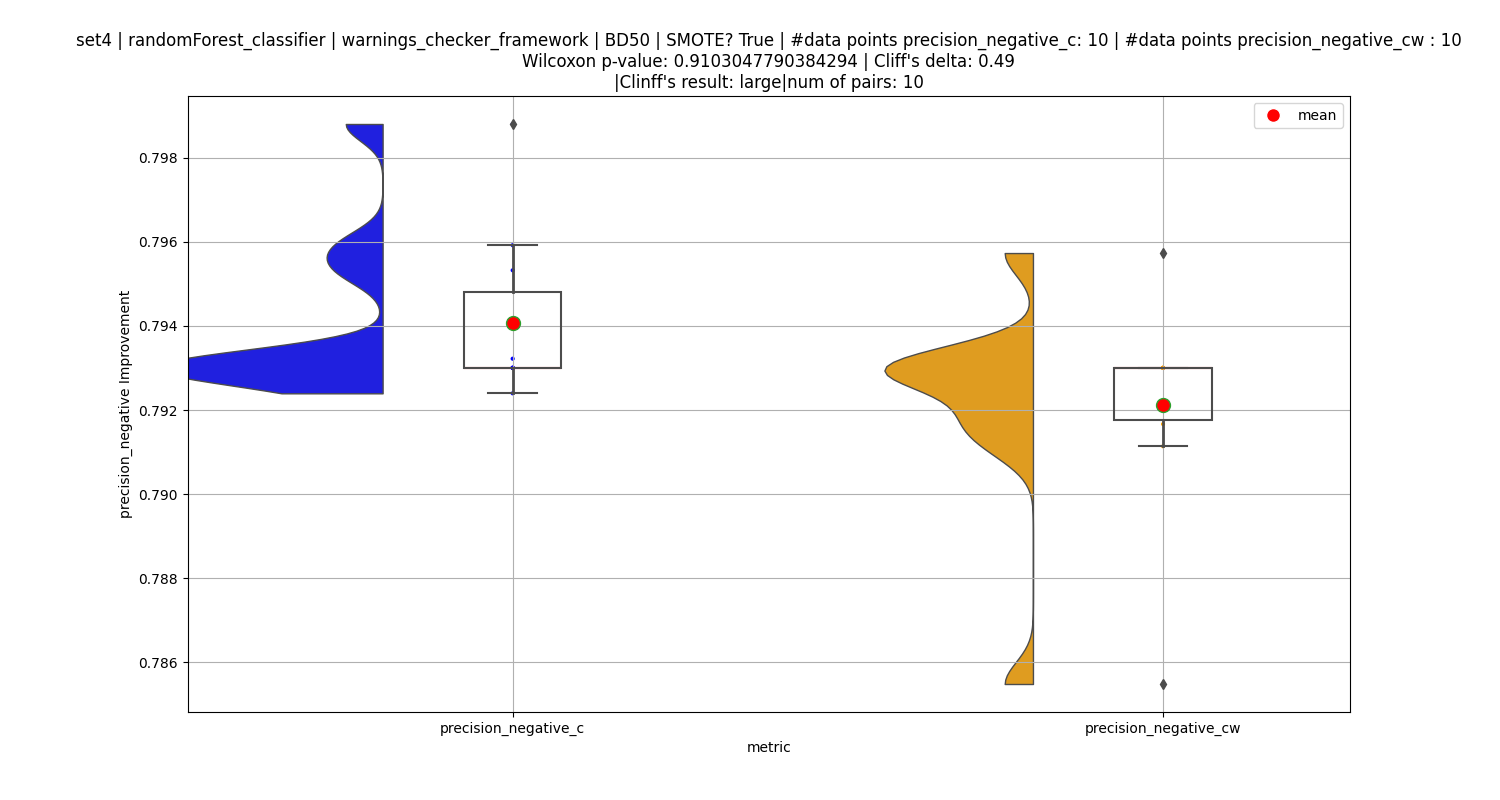 set4 | randomForest_classifier | warnings_checker_framework | BD50 | SMOTE? True | #data points precision_negative_c: 10 | #data points precision_negative_cw : 10
Wilcoxon p-value: 0.9103047790384294 | Cliff's delta: 0.49
|Clinff's result: large|num of pairs: 10
mean
0.798
0.796
0.794
0.792
0.790
0.788
0.786
precision_negative Improvement
precision_negative_c
precision_negative_cw
metric